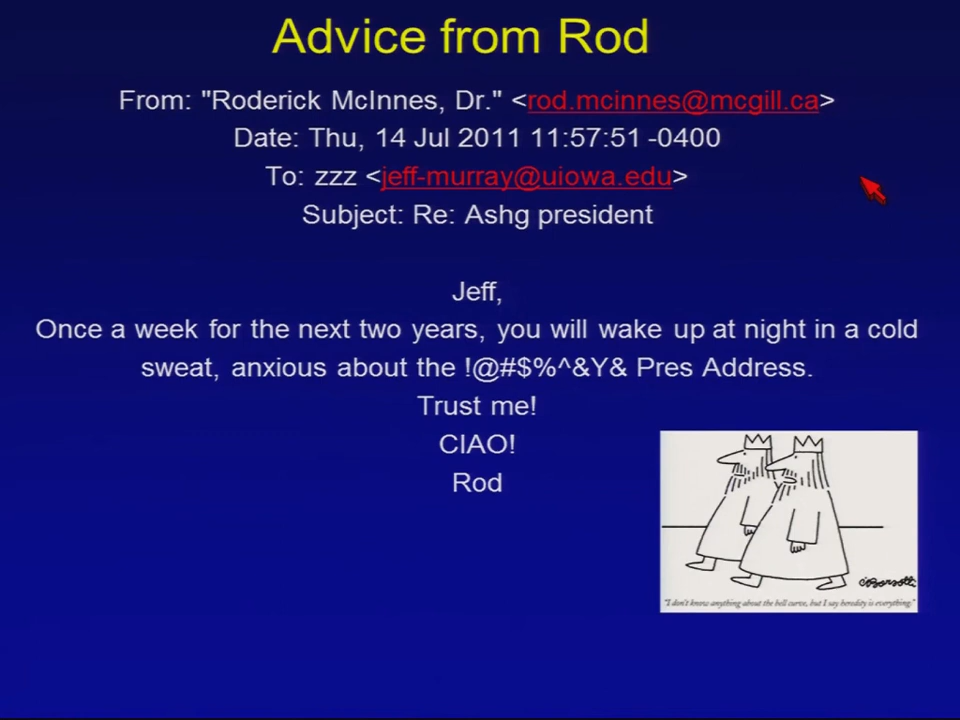 Advice from Rod
From: "Roderick McInnes, Dr." <rod.mcinnes@mcgill.ca>
Date: Thu, 14 Jul 2011 11:57:51 -0400
To: zzz <jeff-murray@uiowa.edu>
Subject: Re: Ashg president
Jeff,
Once a week for the next two years, you will wake up at night in a cold
sweat, anxious about the !@#$%^&Y& Pres Address.
Trust me!
CIAO!
Rod
C. Barsotti
"I don't know anything about the bell curve, but I say heredity is everything."